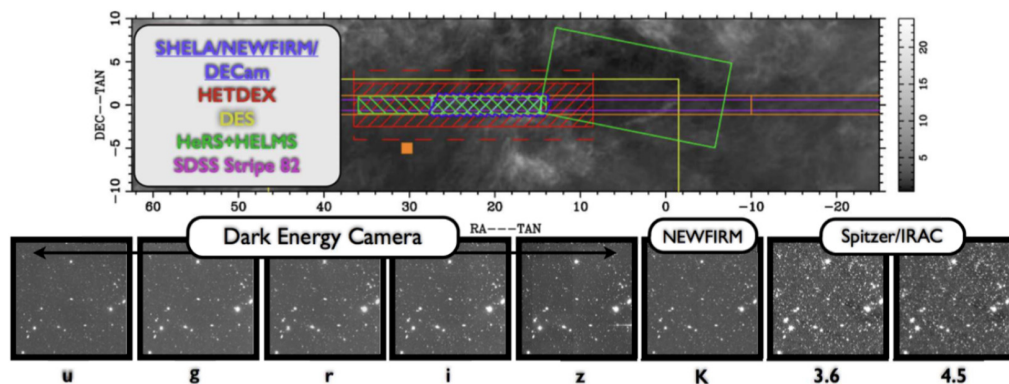 10
5
0
-5
-10
DEC--TAN
SHELA/NEWFIRM/
DECam
HETDEX
DES
HeRS+HELMS
SDSS Stripe 82
20
15
10
5
60
50
40
30
20
10
0
-10
-20
RA---TAN
Dark Energy Camera
NEWFIRM
Spitzer/IRAC
u
g
r
i
z
K
3.6
4.5